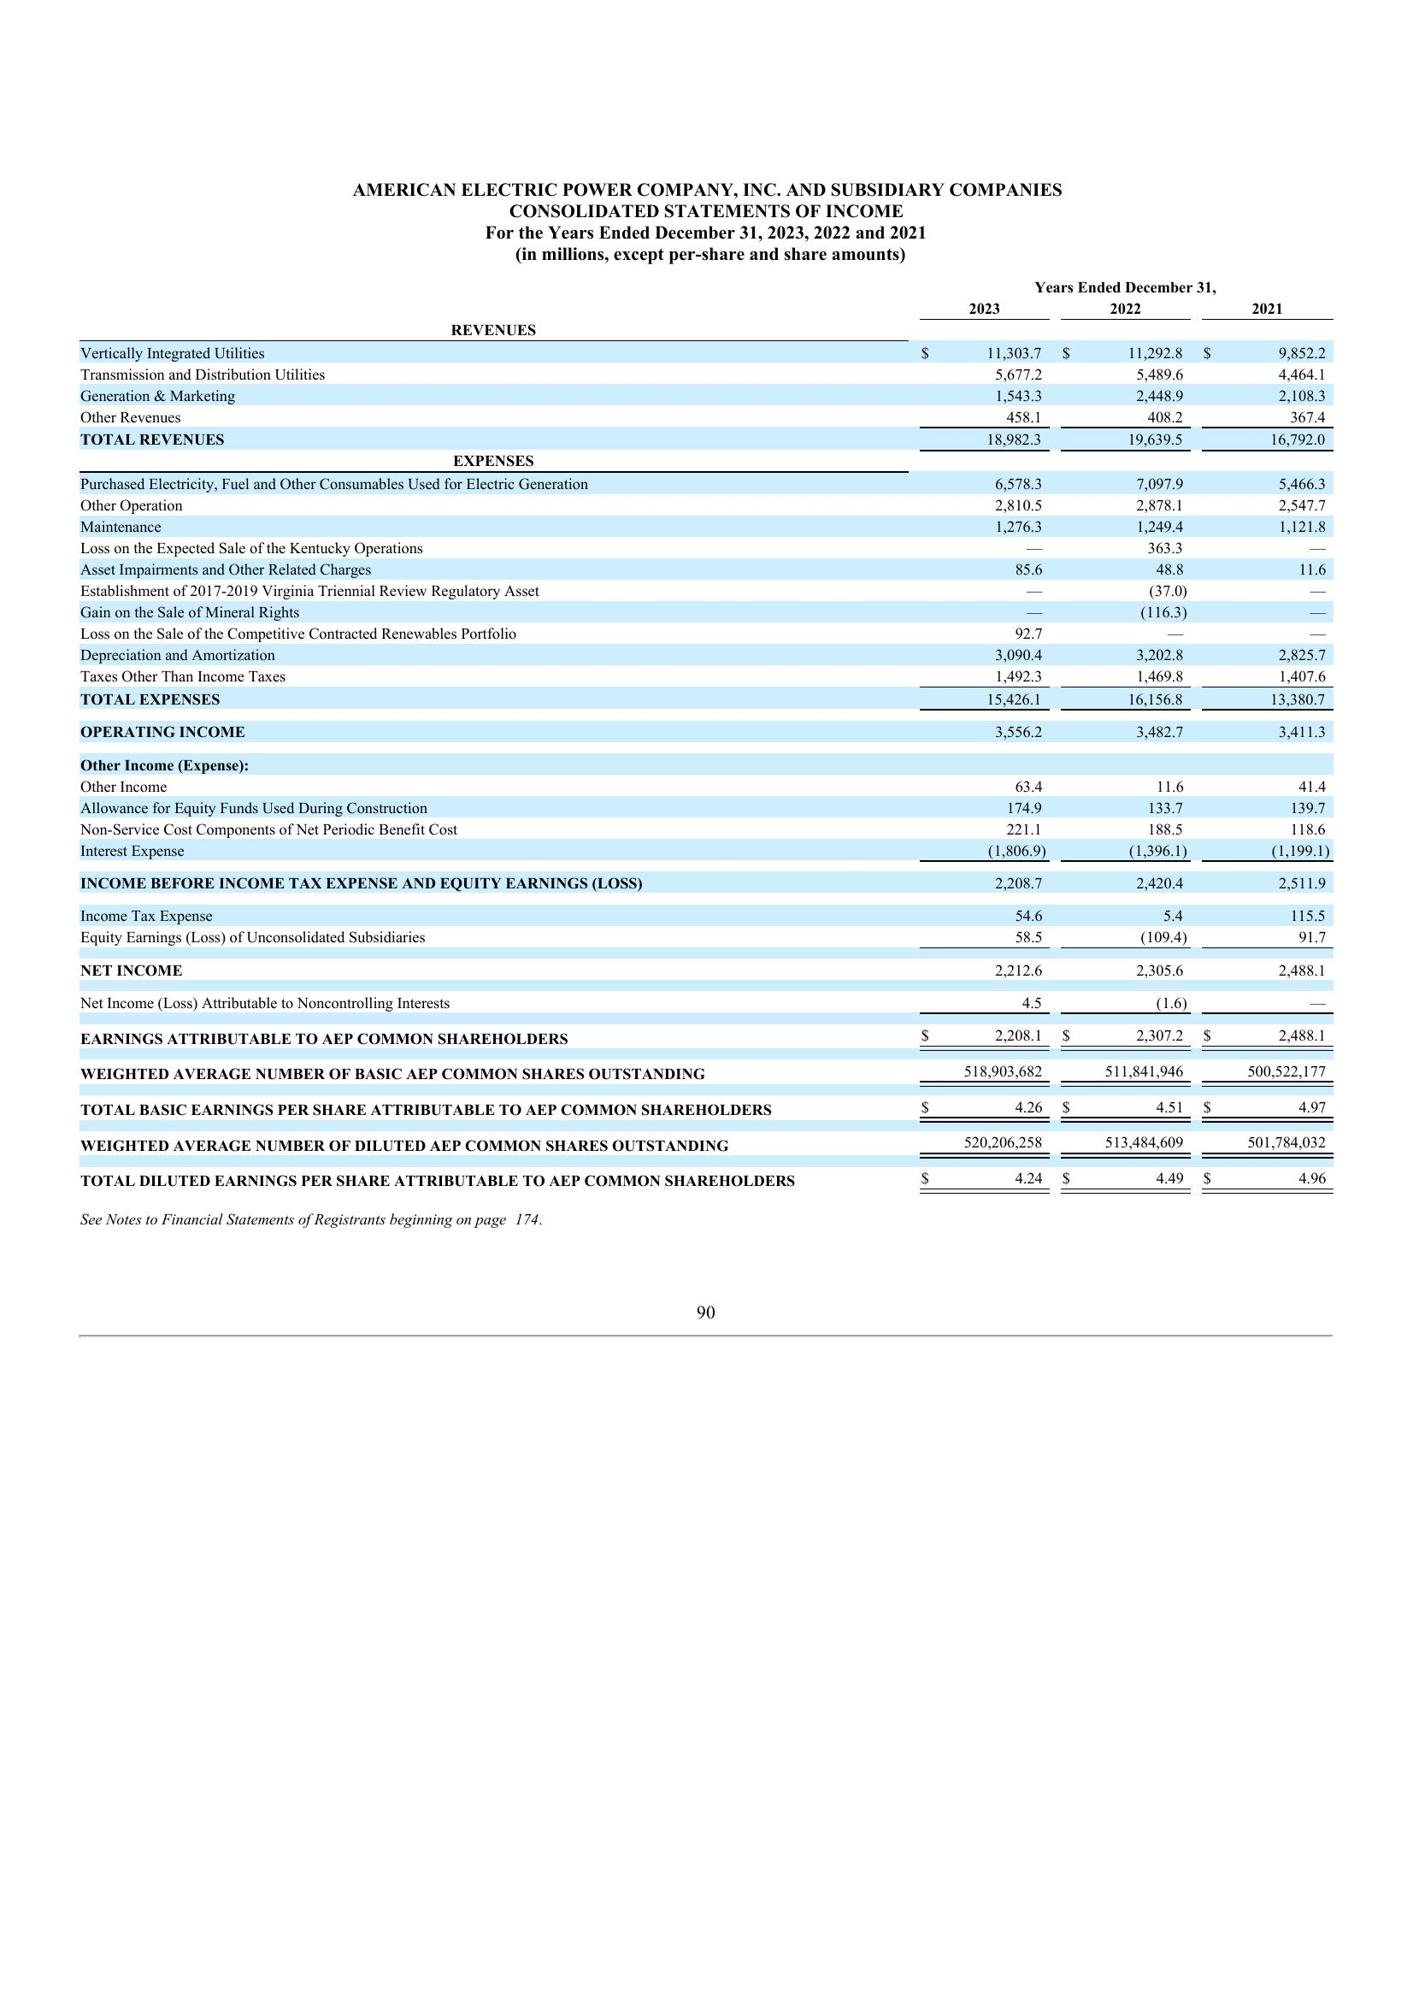 AMERICAN ELECTRIC POWER COMPANY, INC. AND SUBSIDIARY COMPANIES
CONSOLIDATED STATEMENTS OF INCOME
For the Years Ended December 31, 2023, 2022 and 2021
(in millions, except per-share and share amounts)
Years Ended December 31,
2023 2022 2021
REVENUES
Vertically Integrated Utilities $ 11,303.7 $ 11,292.8 $ 9,852.2
Transmission and Distribution Utilities 5,677.2 5,489.6 4,464.1
Generation & Marketing 1,543.3 2,448.9 2,108.3
Other Revenues 458.1 408.2 367.4
TOTAL REVENUES 18,982.3 19,639.5 16,792.0
EXPENSES
Purchased Electricity, Fuel and Other Consumables Used for Electric Generation 6,578.3 7,097.9 5,466.3
Other Operation 2,810.5 2,878.1 2,547.7
Maintenance 1,276.3 1,249.4 1,121.8
Loss on the Expected Sale of the Kentucky Operations — 363.3 —
Asset Impairments and Other Related Charges 85.6 48.8 11.6
Establishment of 2017-2019 Virginia Triennial Review Regulatory Asset — (37.0) —
Gain on the Sale of Mineral Rights — (116.3) —
Loss on the Sale of the Competitive Contracted Renewables Portfolio 92.7 — —
Depreciation and Amortization 3,090.4 3,202.8 2,825.7
Taxes Other Than Income Taxes 1,492.3 1,469.8 1,407.6
TOTAL EXPENSES 15,426.1 16,156.8 13,380.7
OPERATING INCOME 3,556.2 3,482.7 3,411.3
Other Income (Expense):
Other Income 63.4 11.6 41.4
Allowance for Equity Funds Used During Construction 174.9 133.7 139.7
Non-Service Cost Components of Net Periodic Benefit Cost 221.1 188.5 118.6
Interest Expense (1,806.9) (1,396.1) (1,199.1)
INCOME BEFORE INCOME TAX EXPENSE AND EQUITY EARNINGS (LOSS) 2,208.7 2,420.4 2,511.9
Income Tax Expense 54.6 5.4 115.5
Equity Earnings (Loss) of Unconsolidated Subsidiaries 58.5 (109.4) 91.7
NET INCOME 2,212.6 2,305.6 2,488.1
Net Income (Loss) Attributable to Noncontrolling Interests 4.5 (1.6) —
EARNINGS ATTRIBUTABLE TO AEP COMMON SHAREHOLDERS $ 2,208.1 $ 2,307.2 $ 2,488.1
WEIGHTED AVERAGE NUMBER OF BASIC AEP COMMON SHARES OUTSTANDING 518,903,682 511,841,946 500,522,177
TOTAL BASIC EARNINGS PER SHARE ATTRIBUTABLE TO AEP COMMON SHAREHOLDERS $ 4.26 $ 4.51 $ 4.97
WEIGHTED AVERAGE NUMBER OF DILUTED AEP COMMON SHARES OUTSTANDING 520,206,258 513,484,609 501,784,032
TOTAL DILUTED EARNINGS PER SHARE ATTRIBUTABLE TO AEP COMMON SHAREHOLDERS $ 4.24 $ 4.49 $ 4.96
See Notes to Financial Statements of Registrants beginning on page 174.
90